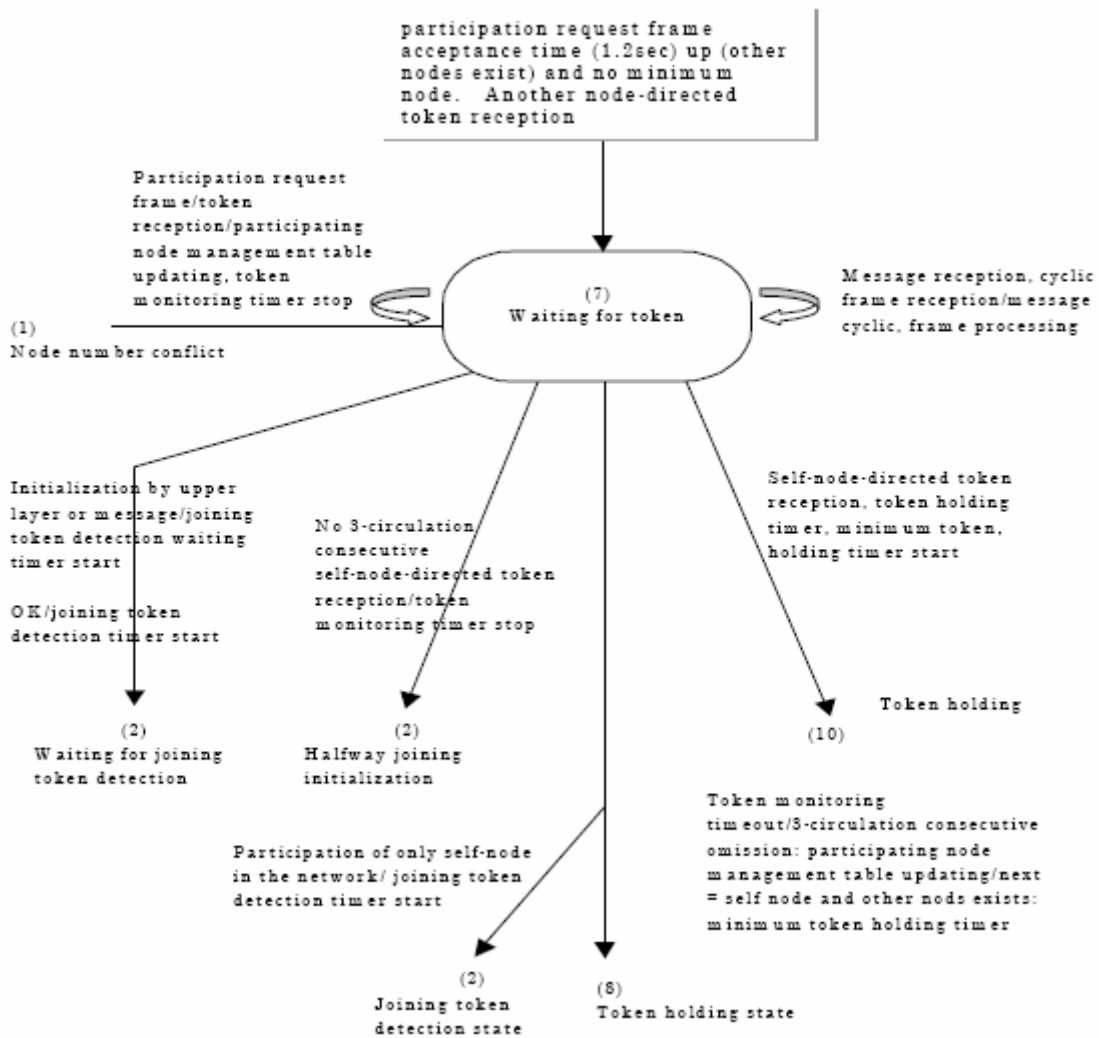 participation request frame
acceptance time (1.2sec) up (other
nodes exist) and no minimum
node. Another node-directed
token reception
Participation request
frame/token
reception/participating
node management table
updating, token
monitoring timer stop
(7)
Waiting for token
Message reception, cyclic
frame reception/message
cyclic, frame processing
(1)
Node number conflict
Initialization by upper
layer or message/joining
token detection waiting
timer start
OK/joining token
detection timer start
No 3-circulation
consecutive
self-node-directed token
reception/token
monitoring timer stop
Self-node-directed token
reception, token holding
timer, minimum token,
holding timer start
(2)
Waiting for joining
token detection
(2)
Halfway joining
initialization
Token holding
(10)
Participation of only self-node
in the network/ joining token
detection timer start
Token monitoring
timeout/3-circulation consecutive
omission: participating node
management table updating/next
= self node and other nods exists:
minimum token holding timer
(2)
Joining token
detection state
(8)
Token holding state